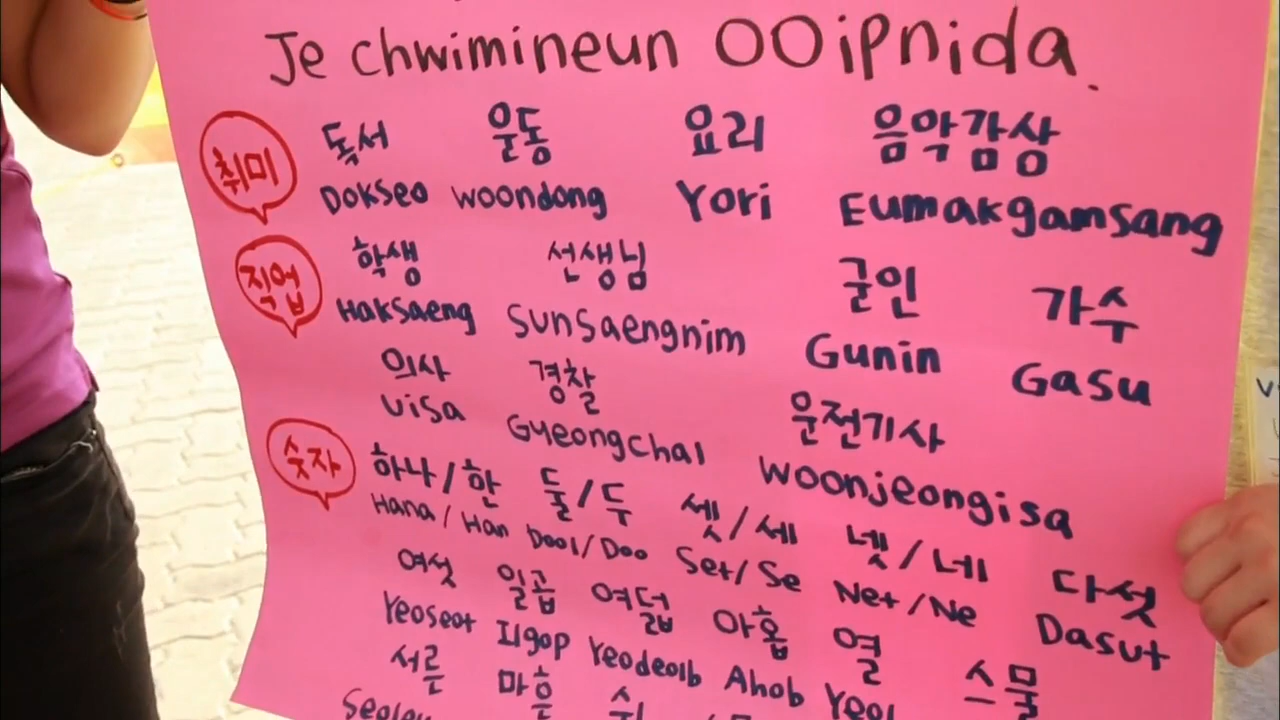 Je chwimineun OOipnida.
취미 독서 운동 요리 음악감상
Dokseo woondong Yori Eumakgamsang
직업 학생 선생님 군인 가수
Haksaeng Sunsaengnim Gunin Gasu
의사 경찰 운전기사
Uisa Gyeongchal Woonjeongisa
숫자 하나/한 둘/두 셋/세 넷/네 다섯
Hana/Han Dool/Doo Set/Se Net/Ne Dasut
여섯 일곱 여덟 아홉 열 스물
Yeoseot Ilgop Yeodeolb Ahob Yeol
서른 마흔 쉰